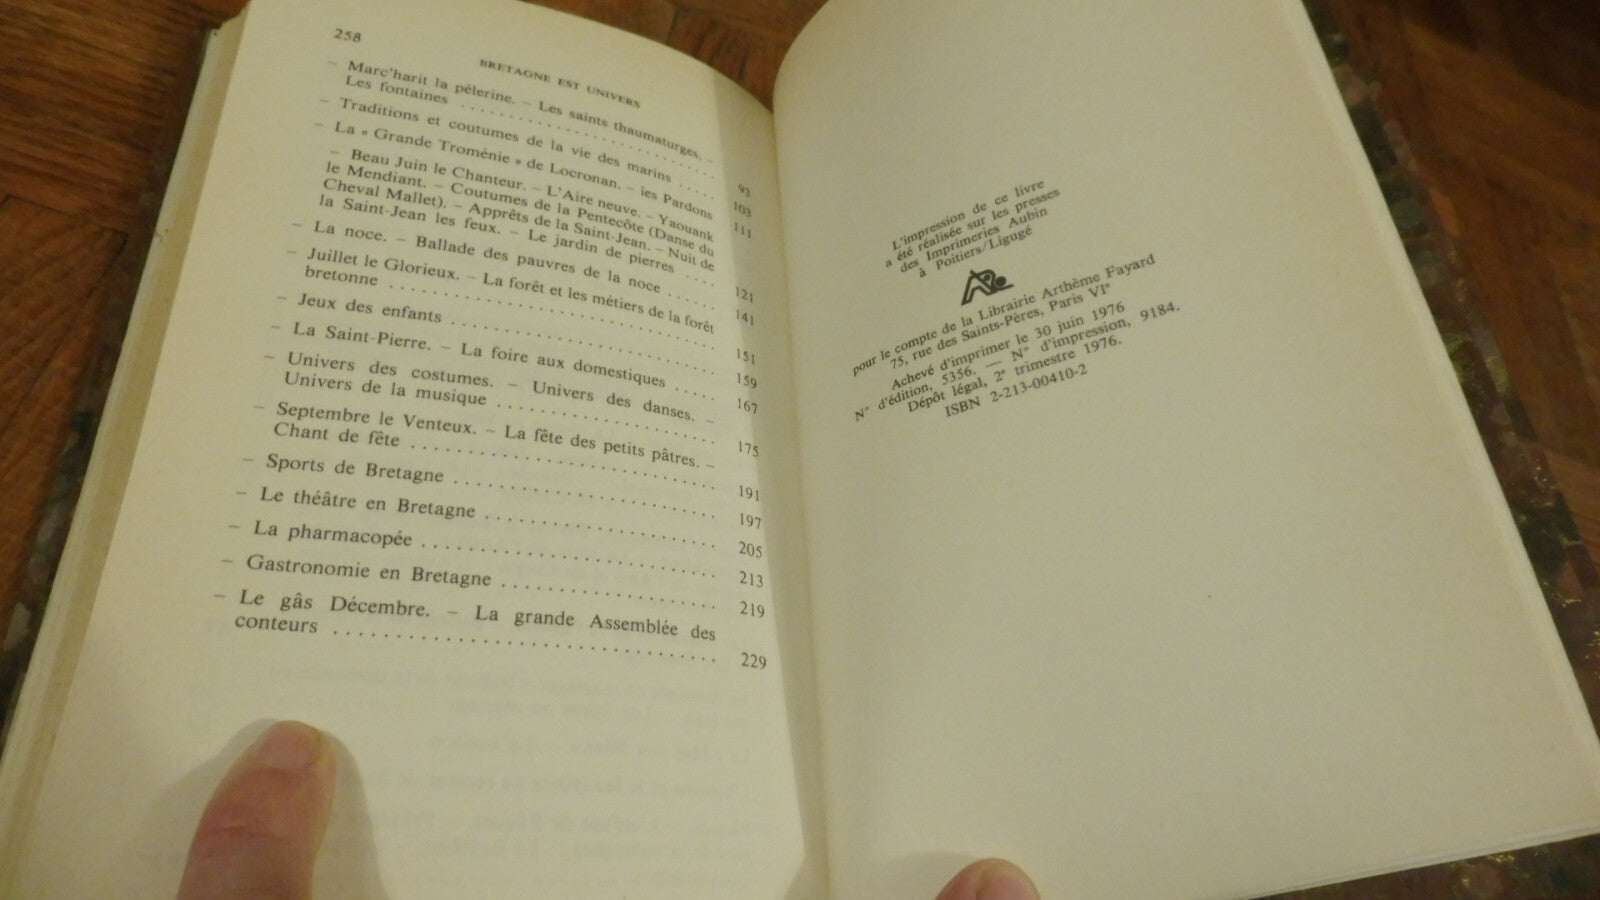 258
BRETAGNE EST UNIVERS
– Marc'harit la pèlerine. – Les saints thaumaturges. –
Les fontaines . . . . . . . . . . . . . . . . . . . . 93
– Traditions et coutumes de la vie des marins . . . . . 103
– La « Grande Troménie » de Locronan. – ïes Pardons 111
– Beau Juin le Chanteur. – L'Aire neuve. – Yaouank
le Mendiant. – Coutumes de la Pentecôte (Danse du
Cheval Mallet). – Apprêts de la Saint-Jean. – Nuit de
la Saint-Jean les feux. – Le jardin de pierres . . . . 121
– La noce. – Ballade des pauvres de la noce . . . . . . 141
– Juillet le Glorieux. – La forêt et les métiers de la forêt
bretonne . . . . . . . . . . . . . . . . . . . . 151
– Jeux des enfants . . . . . . . . . . . . . . . . . . . . 159
– La Saint-Pierre. – La foire aux domestiques . . . . . 167
– Univers des costumes. – Univers des danses. –
Univers de la musique . . . . . . . . . . . . . . . . . . . . 175
– Septembre le Venteux. – La fête des petits pâtres. –
Chant de fête . . . . . . . . . . . . . . . . . . . . 191
– Sports de Bretagne . . . . . . . . . . . . . . . . . . . . 197
– Le théâtre en Bretagne . . . . . . . . . . . . . . . . . . . . 205
– La pharmacopée . . . . . . . . . . . . . . . . . . . . 213
– Gastronomie en Bretagne . . . . . . . . . . . . . . . . . . . . 219
– Le gâs Décembre. – La grande Assemblée des
conteurs . . . . . . . . . . . . . . . . . . . . 229
L'impression de ce livre
a été réalisée sur les presses
des Imprimeries Aubin
à Poitiers/Ligugé
pour le compte de la Librairie Arthème Fayard
75, rue des Saints-Pères, Paris VIe
Achevé d'imprimer le 30 juin 1976
N° d'édition, 5356. — N° d'impression, 9184.
Dépôt légal, 2e trimestre 1976.
ISBN 2-213-00410-2